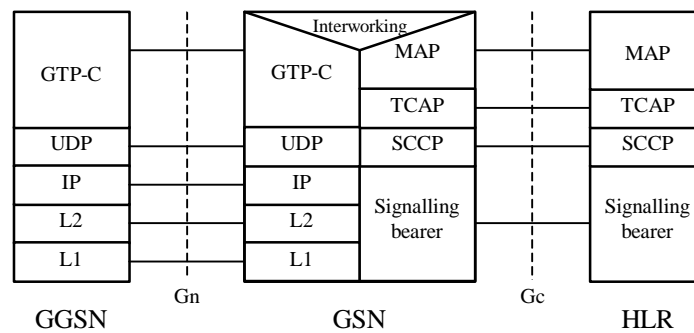 Interworking
GTP-C
GTP-C
MAP
MAP
TCAP
TCAP
UDP
UDP
SCCP
SCCP
IP
IP
L2
L2
Signalling
bearer
Signalling
bearer
L1
L1
Gn
Gc
GGSN
GSN
HLR